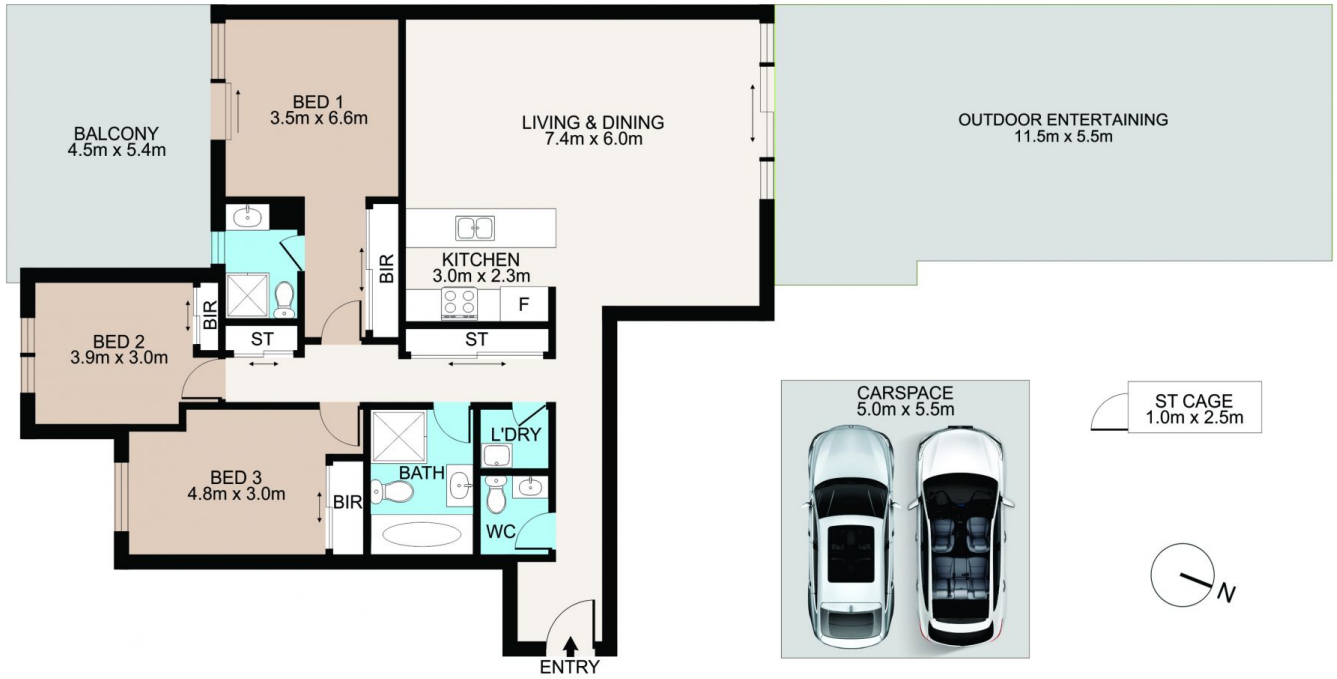 BED 1
3.5m x 6.6m
BALCONY
4.5m x 5.4m
LIVING & DINING
7.4m x 6.0m
OUTDOOR ENTERTAINING
11.5m x 5.5m
KITCHEN
3.0m x 2.3m
BIR
F
BIR
ST
ST
BED 2
3.9m x 3.0m
CARSPACE
5.0m x 5.5m
ST CAGE
1.0m x 2.5m
L'DRY
BATH
BED 3
4.8m x 3.0m
BIR
WC
N
ENTRY